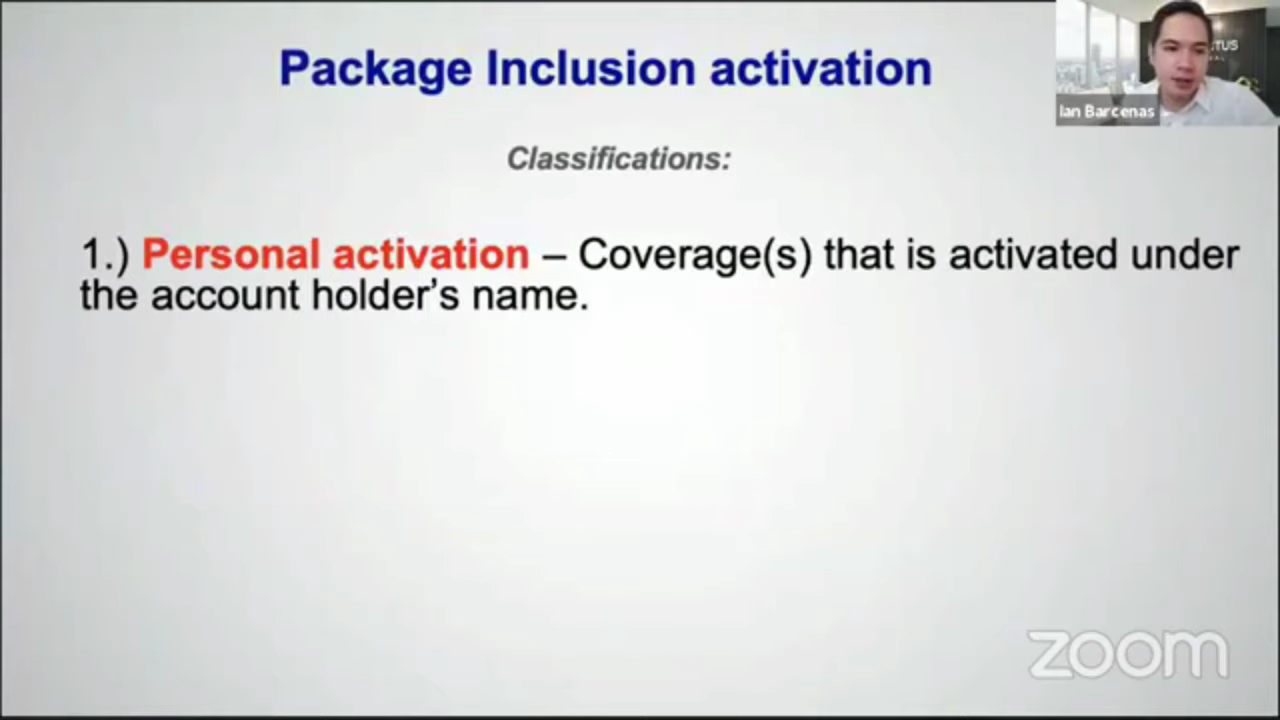 Package Inclusion activation
Classifications:
1.) Personal activation – Coverage(s) that is activated under
the account holder’s name.
Ian Barcenas
zoom